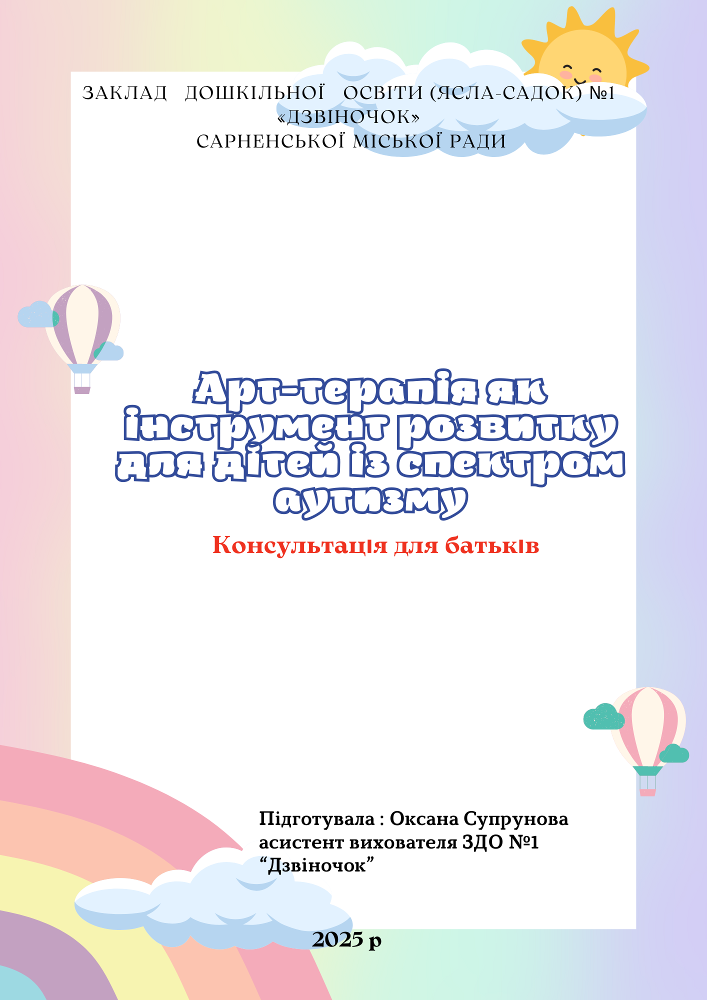 ЗАКЛАД ДОШКІЛЬНОЇ ОСВІТИ (ЯСЛА-САДОК) №1
«ДЗВІНОЧОК»
САРНЕНСЬКОЇ МІСЬКОЇ РАДИ
Арт-терапія як
інструмент розвитку
для дітей із спектром
аутизму
Консультація для батьків
Підготувала : Оксана Супрунова
асистент вихователя ЗДО №1
“Дзвіночок”
2025 р